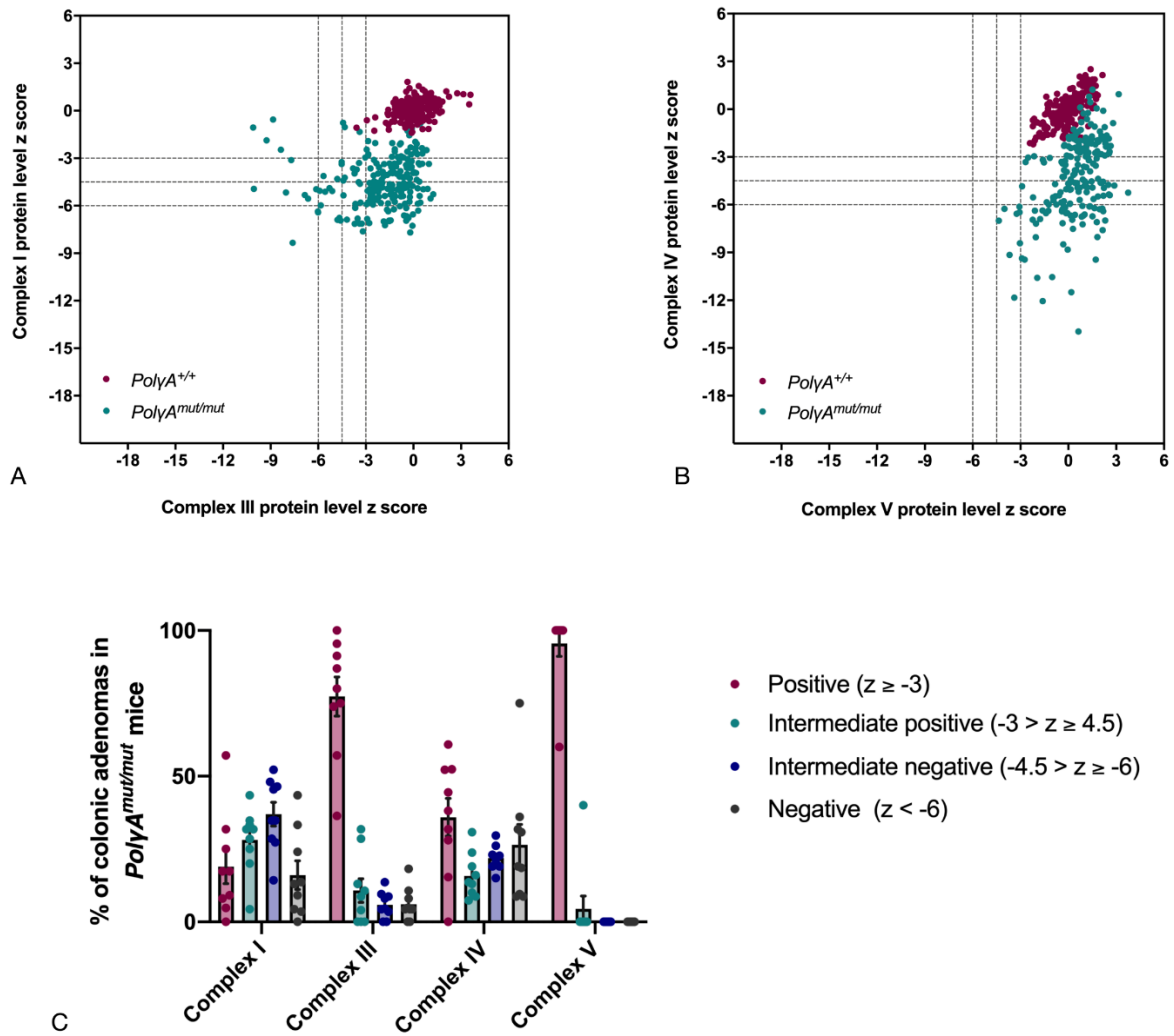 6
3
0
-3
-6
-9
-12
-15
-18
Complex I protein level z score
PolyA+/+
PolyAmut/mut
-18 -15 -12 -9 -6 -3 0 3 6
A
Complex III protein level z score
6
3
0
-3
-6
-9
-12
-15
-18
Complex IV protein level z score
PolγA+/+
PolγAmut/mut
-18 -15 -12 -9 -6 -3 0 3 6
B
Complex V protein level z score
100
50
0
% of colonic adenomas in
PolγAmut/mut mice
Complex I
Complex III
Complex IV
Complex V
C
Positive (z ≥ -3)
Intermediate positive (-3 > z ≥ 4.5)
Intermediate negative (-4.5 > z ≥ -6)
Negative (z < -6)